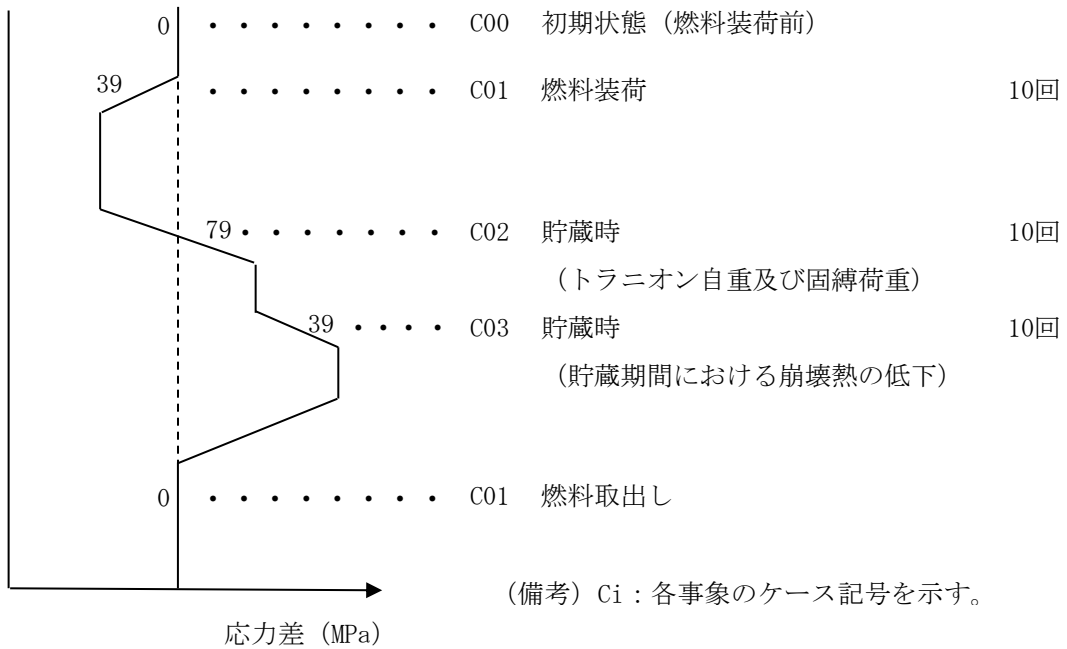 0 ・・・・・・・・ C00 初期状態（燃料装荷前）
39 ・・・・・・・・ C01 燃料装荷 10回
79・・・・・・・ C02 貯蔵時 10回
（トラニオン自重及び固縛荷重）
39 ・・・・ C03 貯蔵時 10回
（貯蔵期間における崩壊熱の低下）
0 ・・・・・・・・ C01 燃料取出し
（備考）Ci：各事象のケース記号を示す。
応力差（MPa）